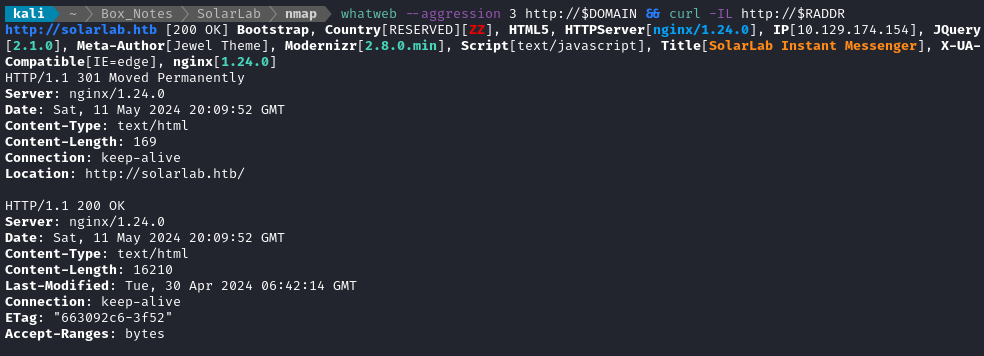 kali ~ Box_Notes SolarLab nmap whatweb --aggression 3 http://$DOMAIN && curl -IL http://$RADDR
http://solarlab.htb [200 OK] Bootstrap, Country[RESERVED][ZZ], HTML5, HTTPServer[nginx/1.24.0], IP[10.129.174.154], JQuery
[2.1.0], Meta-Author[Jewel Theme], Modernizr[2.8.0.min], Script[text/javascript], Title[SolarLab Instant Messenger], X-UA-
Compatible[IE=edge], nginx[1.24.0]
HTTP/1.1 301 Moved Permanently
Server: nginx/1.24.0
Date: Sat, 11 May 2024 20:09:52 GMT
Content-Type: text/html
Content-Length: 169
Connection: keep-alive
Location: http://solarlab.htb/

HTTP/1.1 200 OK
Server: nginx/1.24.0
Date: Sat, 11 May 2024 20:09:52 GMT
Content-Type: text/html
Content-Length: 16210
Last-Modified: Tue, 30 Apr 2024 06:42:14 GMT
Connection: keep-alive
ETag: "663092c6-3f52"
Accept-Ranges: bytes